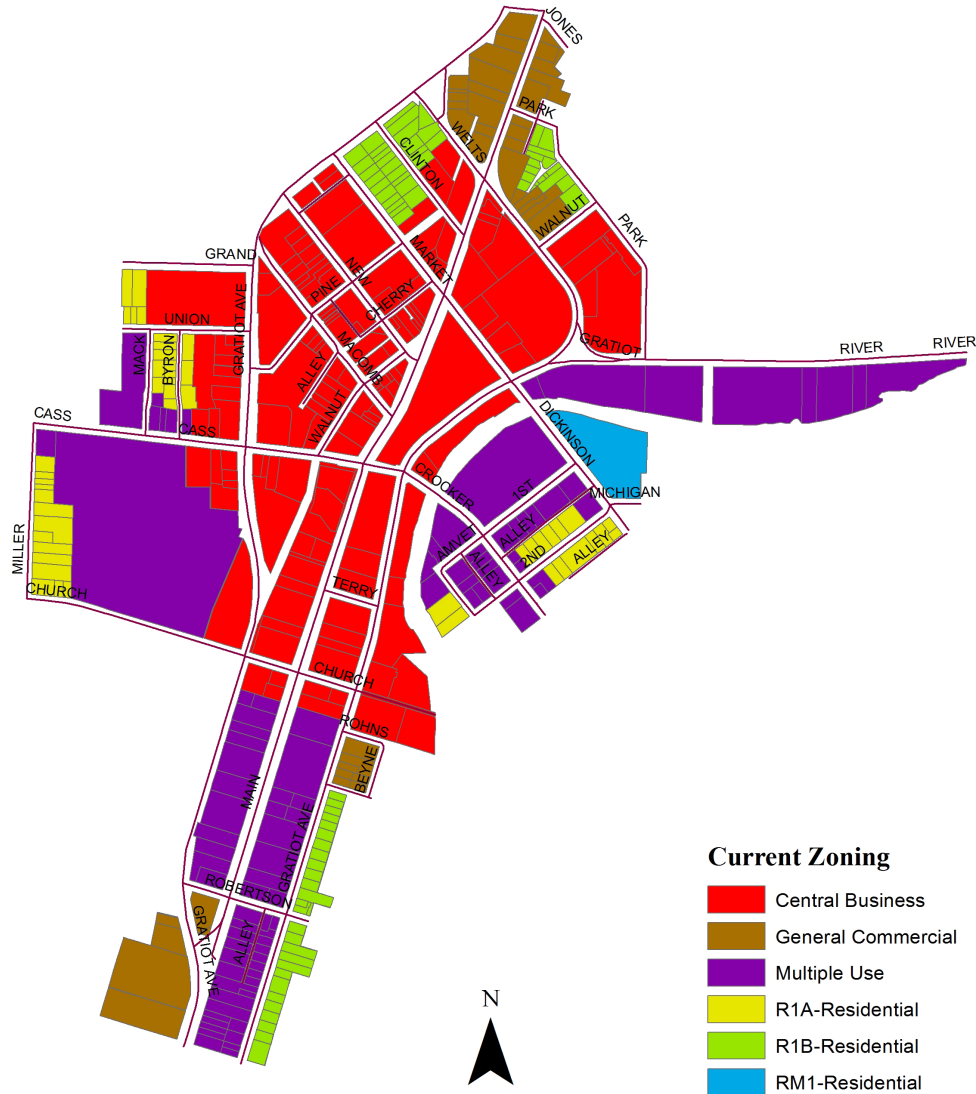 JONES
PARK
WELTS
CLINTON
WALNUT
PARK
MARKET
GRAND
NEW
PINE
CHERRY
UNION
GRATIOT AVE
MACK
BYRON
MACOMB
ALLEY
WALNUT
GRATIOT
RIVER
RIVER
CASS
CASS
DICKINSON
CROOKER
1ST
MICHIGAN
AMVET
ALLEY
ALLEY
2ND
ALLEY
MILLER
CHURCH
TERRY
CHURCH
ROHNS
BEYNE
MAIN
GRATIOT AVE
ROBERTSON
GRATIOT AVE
ALLEY
N
Current Zoning
Central Business
General Commercial
Multiple Use
R1A-Residential
R1B-Residential
RM1-Residential